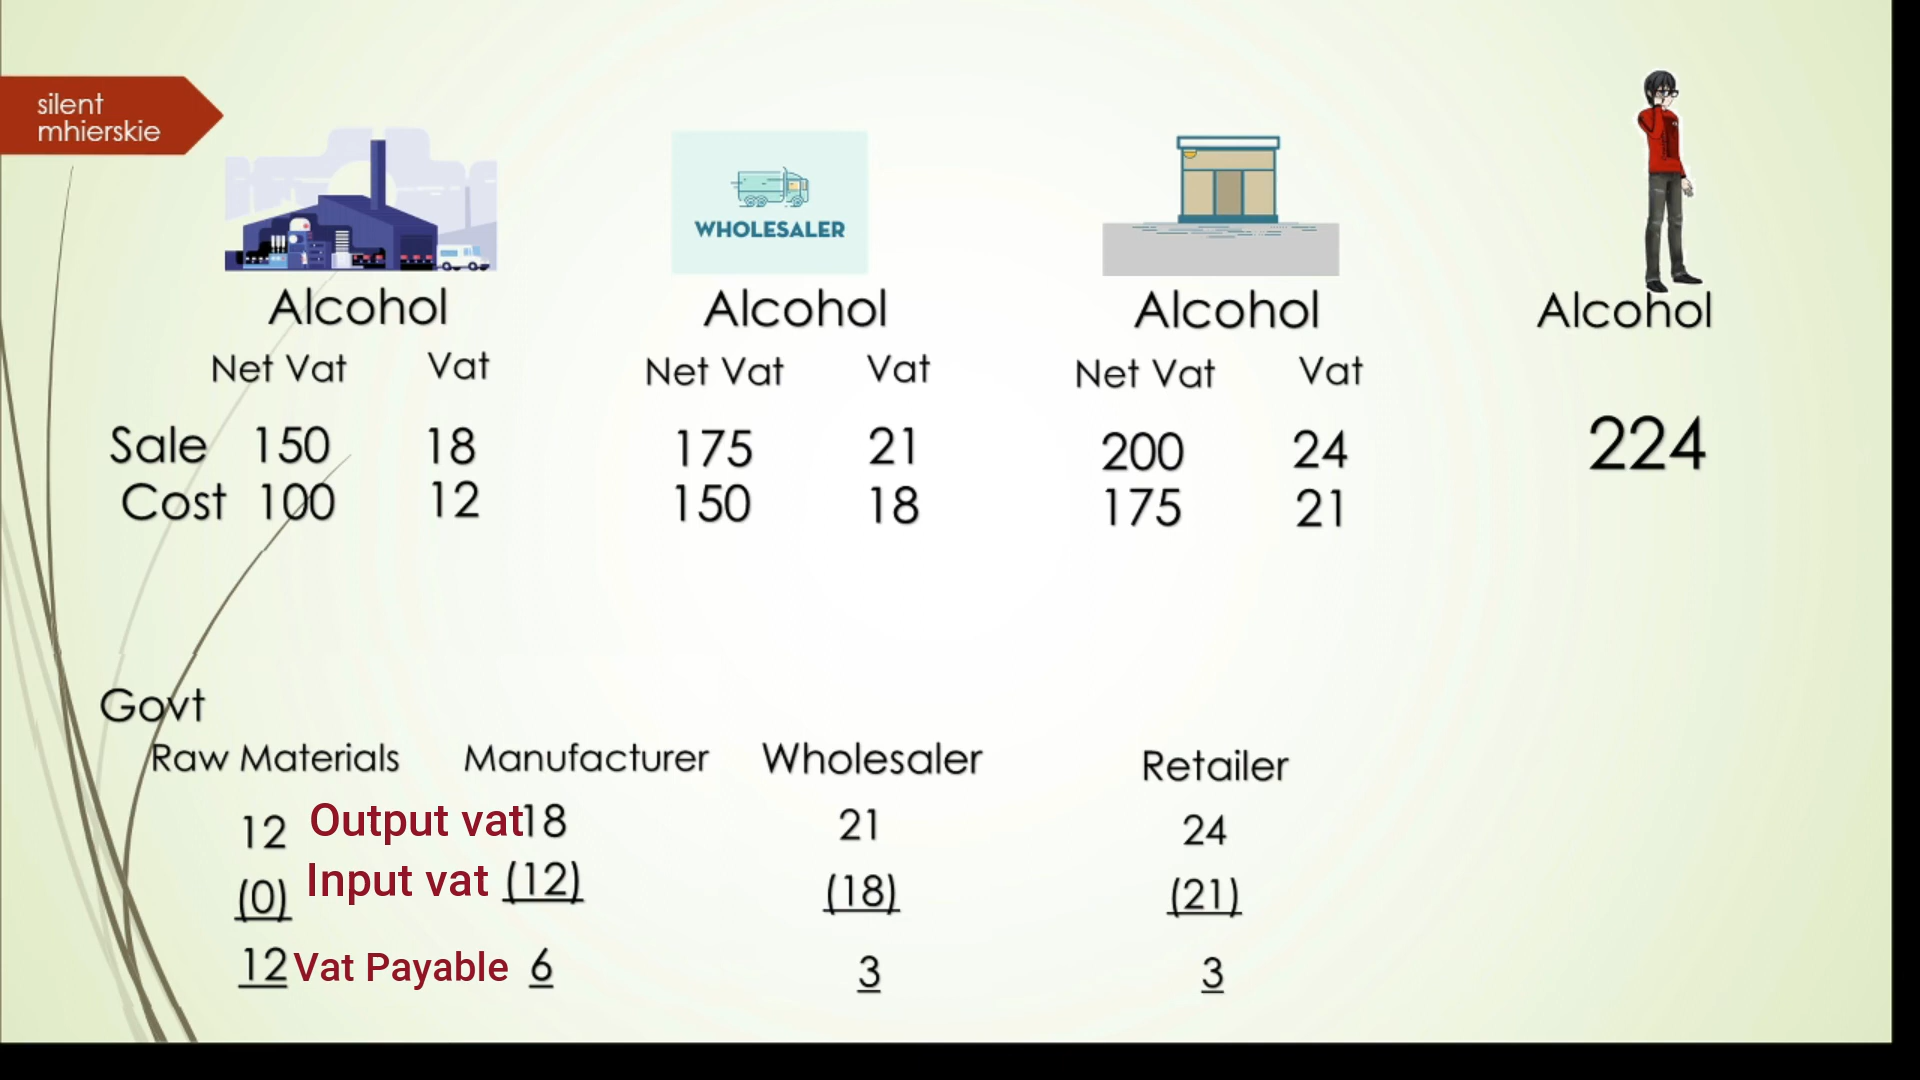 silent
mhierskie
WHOLESALER
Alcohol Alcohol Alcohol Alcohol
Net Vat Vat Net Vat Vat Net Vat Vat
Sale 150 18 175 21 200 24 224
Cost 100 12 150 18 175 21
Govt
Raw Materials Manufacturer Wholesaler Retailer
12 Output vat 18 21 24
(0) Input vat (12) (18) (21)
12 Vat Payable 6 3 3